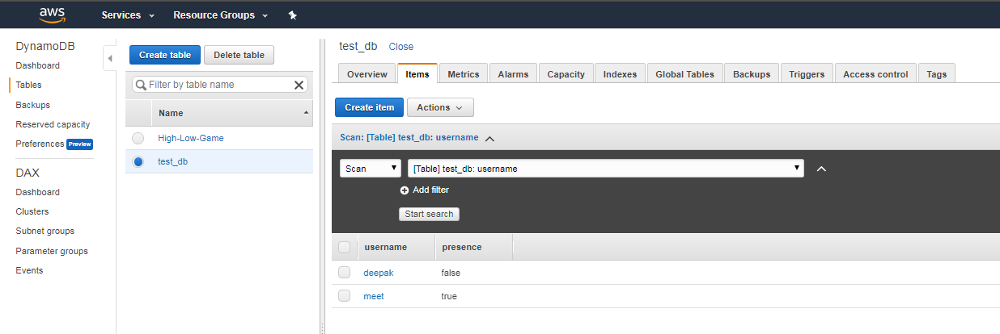 aws Services Resource Groups
DynamoDB
Dashboard
Tables
Backups
Reserved capacity
Preferences Preview
DAX
Dashboard
Clusters
Subnet groups
Parameter groups
Events
Create table Delete table
Filter by table name
Name
High-Low-Game
test_db
test_db Close
Overview Items Metrics Alarms Capacity Indexes Global Tables Backups Triggers Access control Tags
Create item Actions
Scan: [Table] test_db: username
Scan [Table] test_db: username
Add filter
Start search
username presence
deepak false
meet true